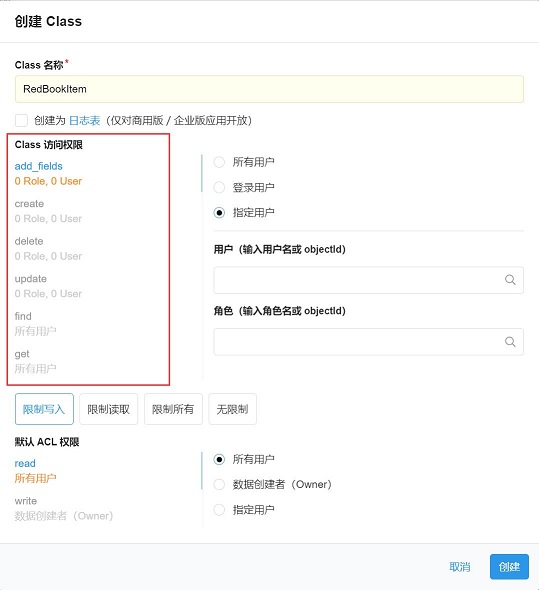 创建 Class
Class 名称*
RedBookItem
创建为 日志表（仅对商用版 / 企业版应用开放）
Class 访问权限
add_fields
0 Role, 0 User
create
0 Role, 0 User
delete
0 Role, 0 User
update
0 Role, 0 User
find
所有用户
get
所有用户
所有用户
登录用户
指定用户
用户（输入用户名或 objectId）
角色（输入角色名或 objectId）
限制写入 限制读取 限制所有 无限制
默认 ACL 权限
read
所有用户
write
数据创建者（Owner）
所有用户
数据创建者（Owner）
指定用户
取消 创建